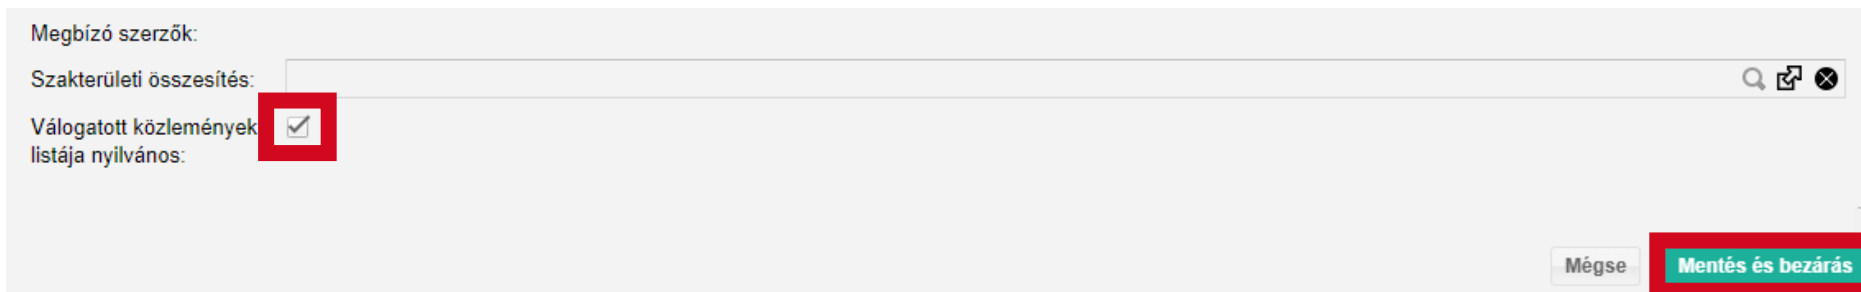 Megbízó szerzők:
Szakterületi összesítés:
Válogatott közlemények
listája nyilvános:
Mégse
Mentés és bezárás